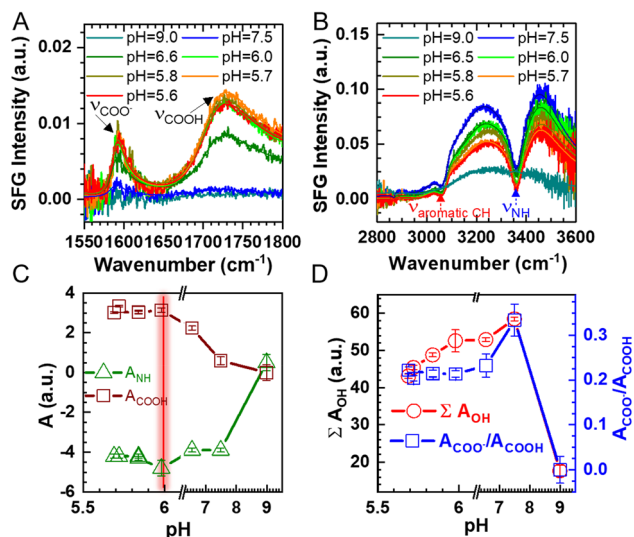 A
B
pH=9.0 pH=7.5
pH=6.6 pH=6.0
pH=5.8 pH=5.7
pH=5.6
νCOO-
νCOOH
0.02
0.01
0.00
SFG Intensity (a.u.)
1550 1600 1650 1700 1750 1800
Wavenumber (cm-1)
pH=9.0 pH=7.5
pH=6.5 pH=6.0
pH=5.8 pH=5.7
pH=5.6
0.15
0.10
0.05
0.00
SFG Intensity (a.u.)
νaromatic CH
νNH
2800 3000 3200 3400 3600
Wavenumber (cm-1)
C
D
4
2
0
-2
-4
-6
A (a.u.)
ANH
ACOOH
5.5 6 7 8 9
pH
60
50
40
30
20
Σ AOH (a.u.)
Σ AOH
ACOO-/ACOOH
0.3
0.2
0.1
0.0
ACOO-/ACOOH
5.5 6 7 8 9
pH